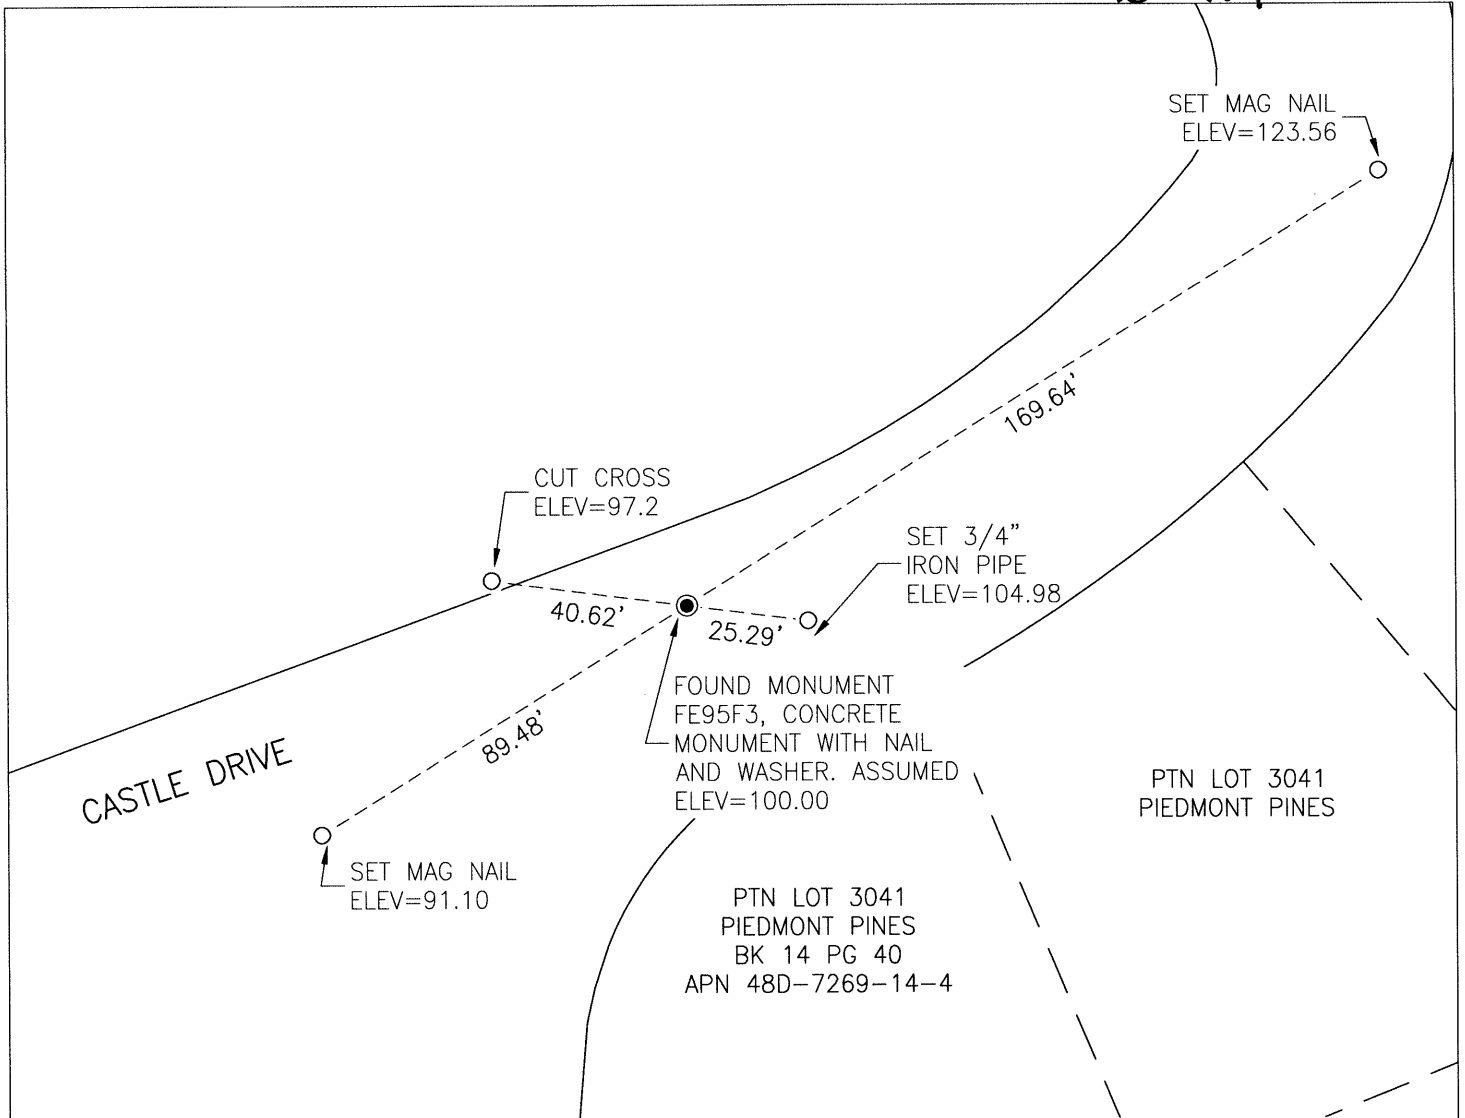 SET MAG NAIL
ELEV=123.56
169.64'
CUT CROSS
ELEV=97.2
SET 3/4"
IRON PIPE
ELEV=104.98
40.62'
25.29'
FOUND MONUMENT
FE95F3, CONCRETE
MONUMENT WITH NAIL
AND WASHER. ASSUMED
ELEV=100.00
89.48'
CASTLE DRIVE
PTN LOT 3041
PIEDMONT PINES
SET MAG NAIL
ELEV=91.10
PTN LOT 3041
PIEDMONT PINES
BK 14 PG 40
APN 48D-7269-14-4